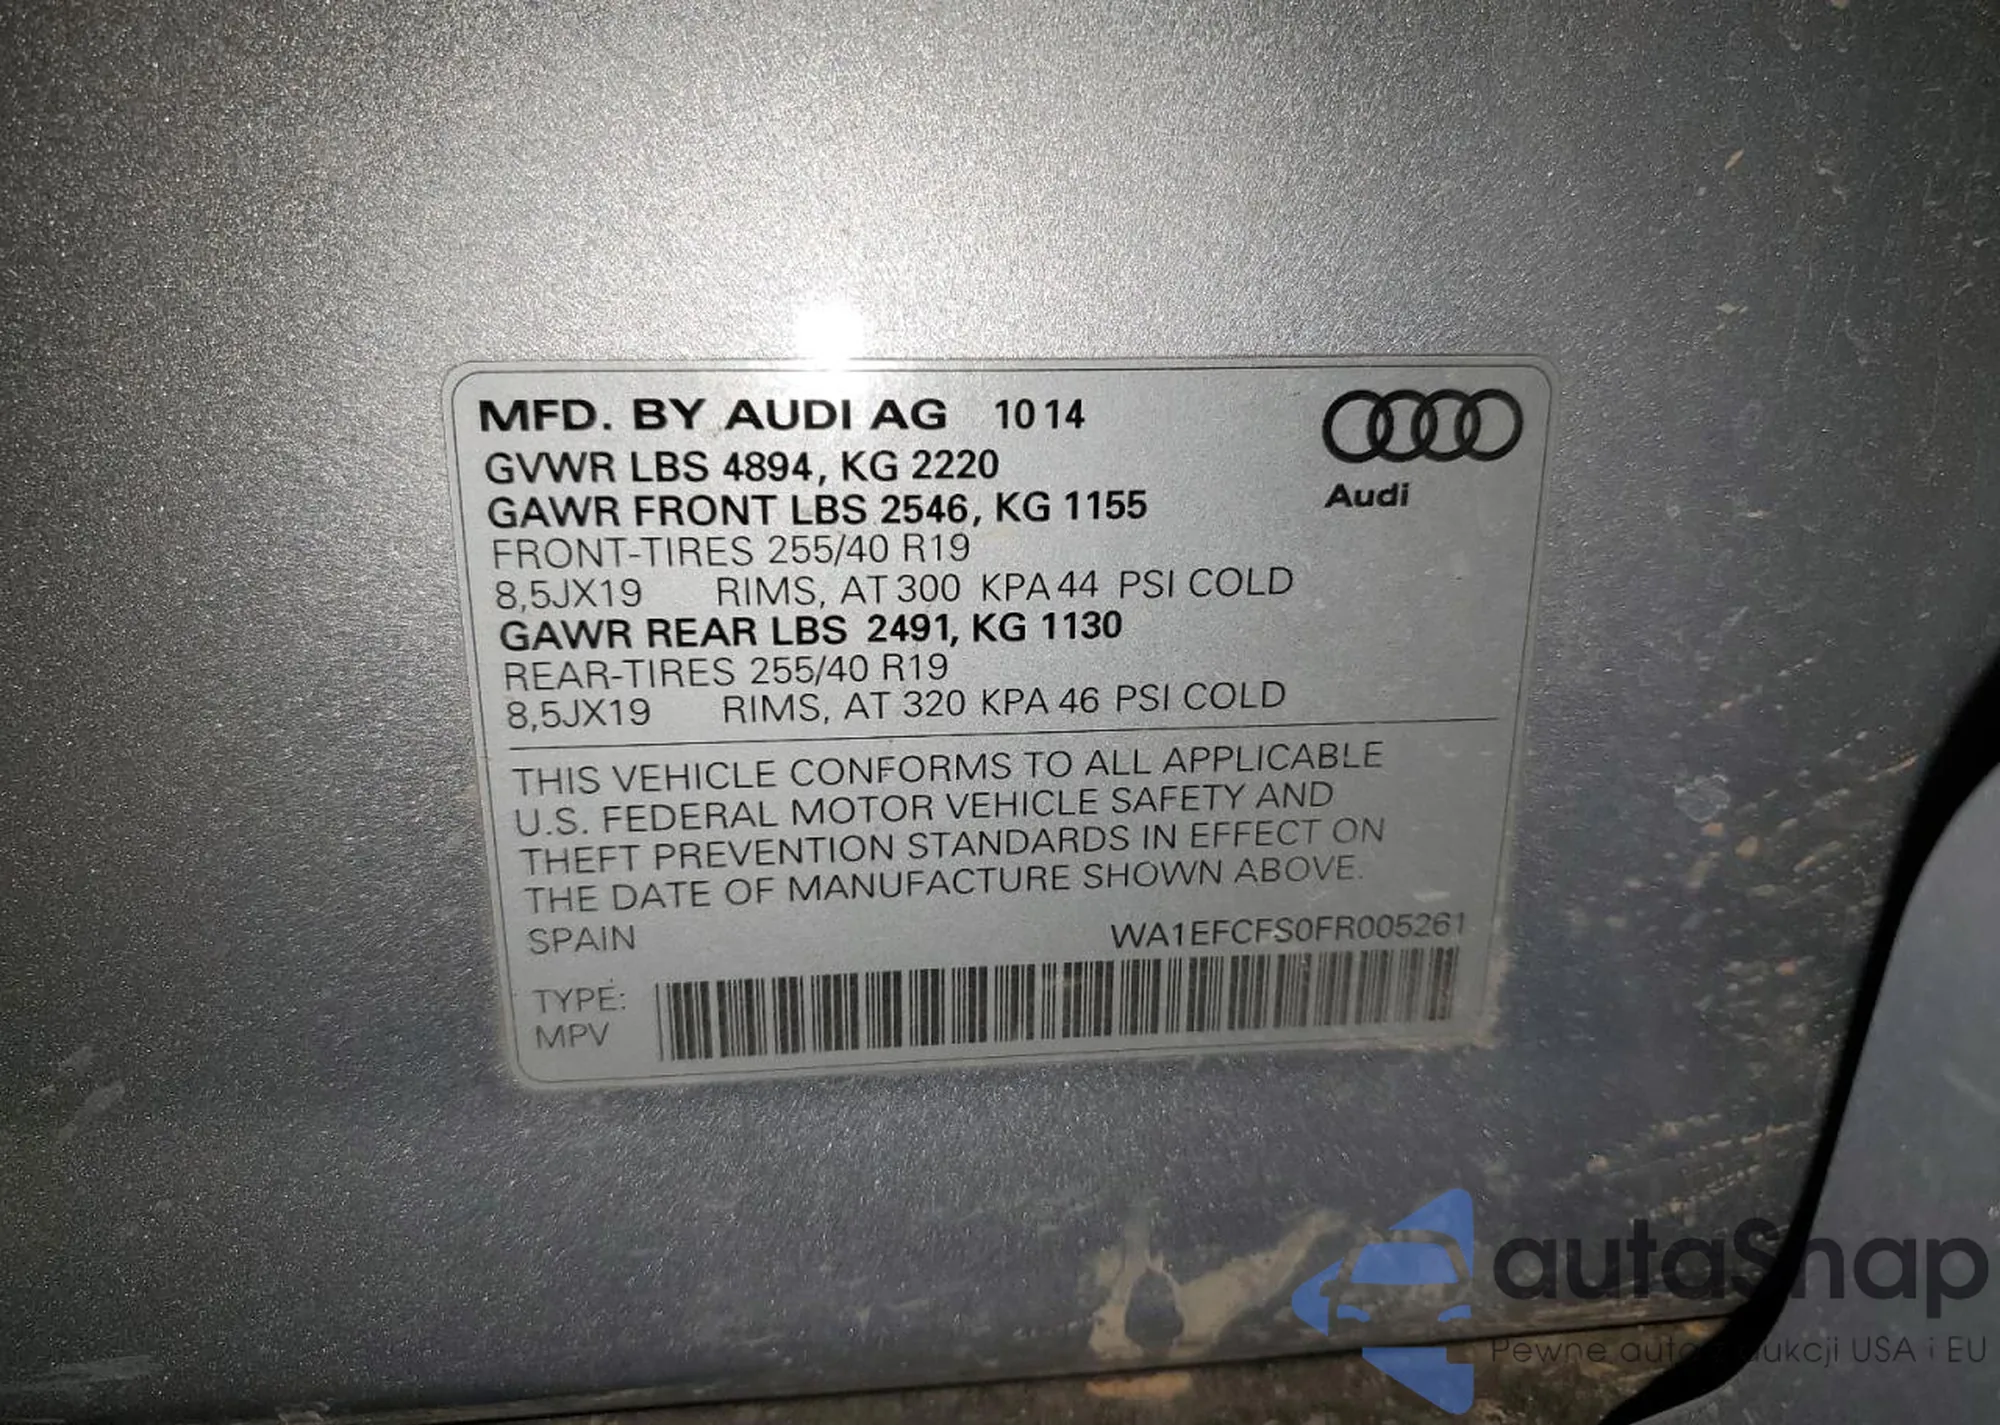 MFD. BY AUDI AG 10 14
GVWR LBS 4894, KG 2220
GAWR FRONT LBS 2546, KG 1155
Audi
FRONT-TIRES 255/40 R19
8,5JX19 RIMS, AT 300 KPA 44 PSI COLD
GAWR REAR LBS 2491, KG 1130
REAR-TIRES 255/40 R19
8,5JX19 RIMS, AT 320 KPA 46 PSI COLD
THIS VEHICLE CONFORMS TO ALL APPLICABLE
U.S. FEDERAL MOTOR VEHICLE SAFETY AND
THEFT PREVENTION STANDARDS IN EFFECT ON
THE DATE OF MANUFACTURE SHOWN ABOVE.
SPAIN WA1EFCFS0FR005261
TYPE:
MPV
autaSnap
Pewne auta USA i EU